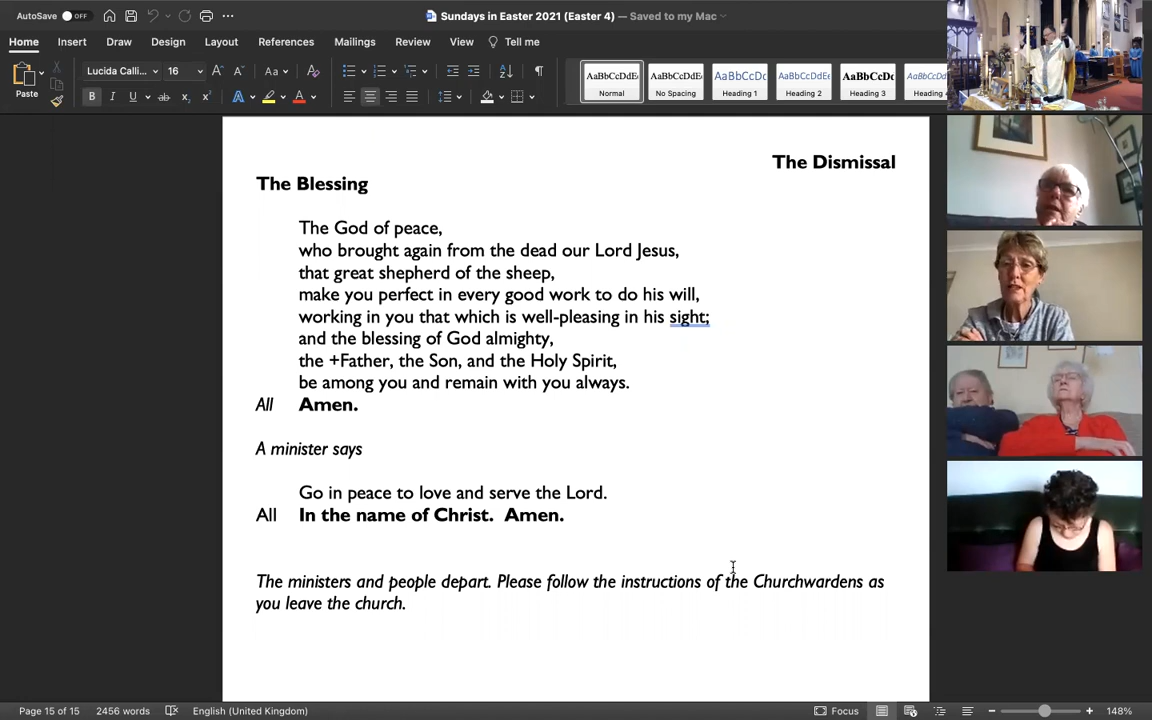 AutoSave OFF
Sundays in Easter 2021 (Easter 4) — Saved to my Mac
Home Insert Draw Design Layout References Mailings Review View Tell me
Paste
Lucida Calli... 16
AaBbCcDdEe AaBbCcDdEe AaBbCcDc AaBbCcDdEe AaBbCcDc AaBbCcDd
Normal No Spacing Heading 1 Heading 2 Heading 3 Heading
The Dismissal
The Blessing
The God of peace,
who brought again from the dead our Lord Jesus,
that great shepherd of the sheep,
make you perfect in every good work to do his will,
working in you that which is well-pleasing in his sight;
and the blessing of God almighty,
the +Father, the Son, and the Holy Spirit,
be among you and remain with you always.
All Amen.
A minister says
Go in peace to love and serve the Lord.
All In the name of Christ.  Amen.
The ministers and people depart. Please follow the instructions of the Churchwardens as
you leave the church.
Page 15 of 15 2456 words English (United Kingdom) Focus 148%